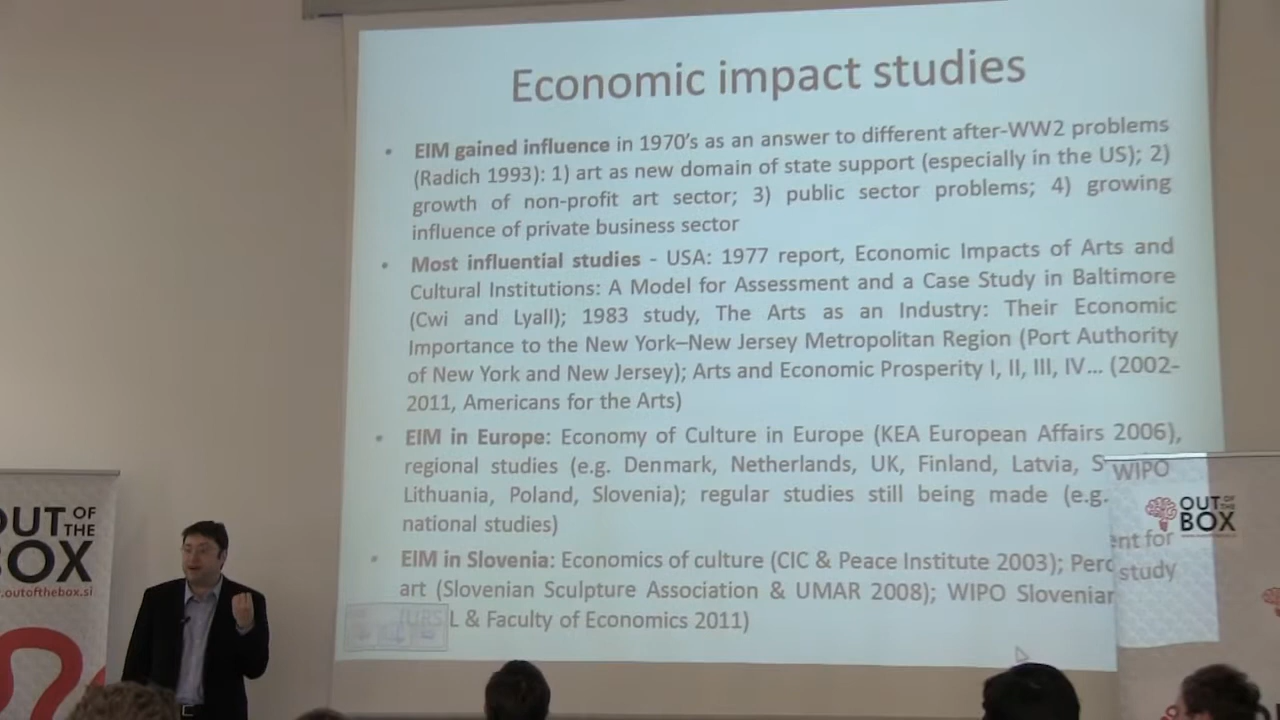 Economic impact studies
• EIM gained influence in 1970's as an answer to different after-WW2 problems
(Radich 1993): 1) art as new domain of state support (especially in the US); 2)
growth of non-profit art sector; 3) public sector problems; 4) growing
influence of private business sector
• Most influential studies - USA: 1977 report, Economic Impacts of Arts and
Cultural Institutions: A Model for Assessment and a Case Study in Baltimore
(Cwi and Lyall); 1983 study, The Arts as an Industry: Their Economic
Importance to the New York–New Jersey Metropolitan Region (Port Authority
of New York and New Jersey); Arts and Economic Prosperity I, II, III, IV... (2002-
2011, Americans for the Arts)
• EIM in Europe: Economy of Culture in Europe (KEA European Affairs 2006),
regional studies (e.g. Denmark, Netherlands, UK, Finland, Latvia, S
Lithuania, Poland, Slovenia); regular studies still being made (e.g. WIPO
national studies)
• EIM in Slovenia: Economics of culture (CIC & Peace Institute 2003); Perc ent for
art (Slovenian Sculpture Association & UMAR 2008); WIPO Slovenian study
L & Faculty of Economics 2011)
OUT OF
THE
BOX
.outofthebox.si
OUT OF
THE
BOX